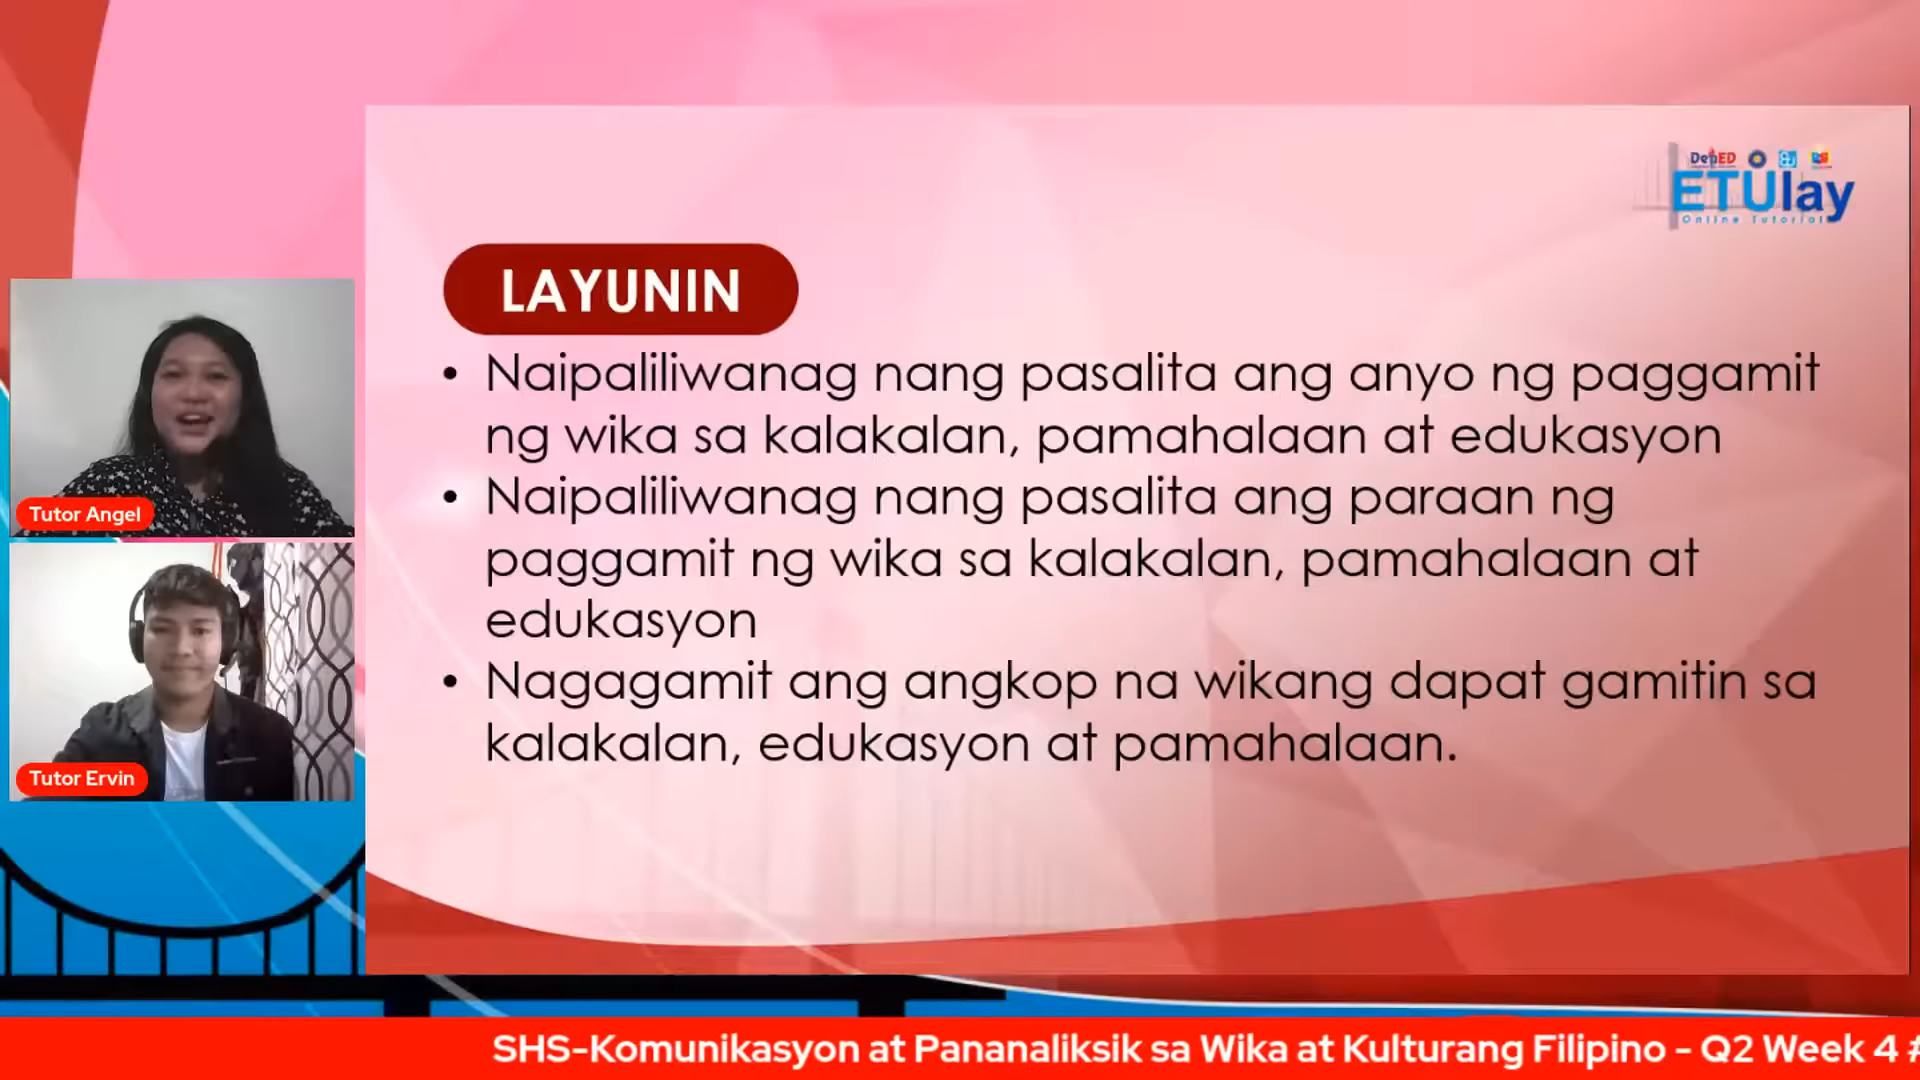 DepED
ETUlay
Online Tutorial
LAYUNIN
• Naipaliliwanag nang pasalita ang anyo ng paggamit
ng wika sa kalakalan, pamahalaan at edukasyon
• Naipaliliwanag nang pasalita ang paraan ng
paggamit ng wika sa kalakalan, pamahalaan at
edukasyon
• Nagagamit ang angkop na wikang dapat gamitin sa
kalakalan, edukasyon at pamahalaan.
Tutor Angel
Tutor Ervin
SHS-Komunikasyon at Pananaliksik sa Wika at Kulturang Filipino - Q2 Week 4 #